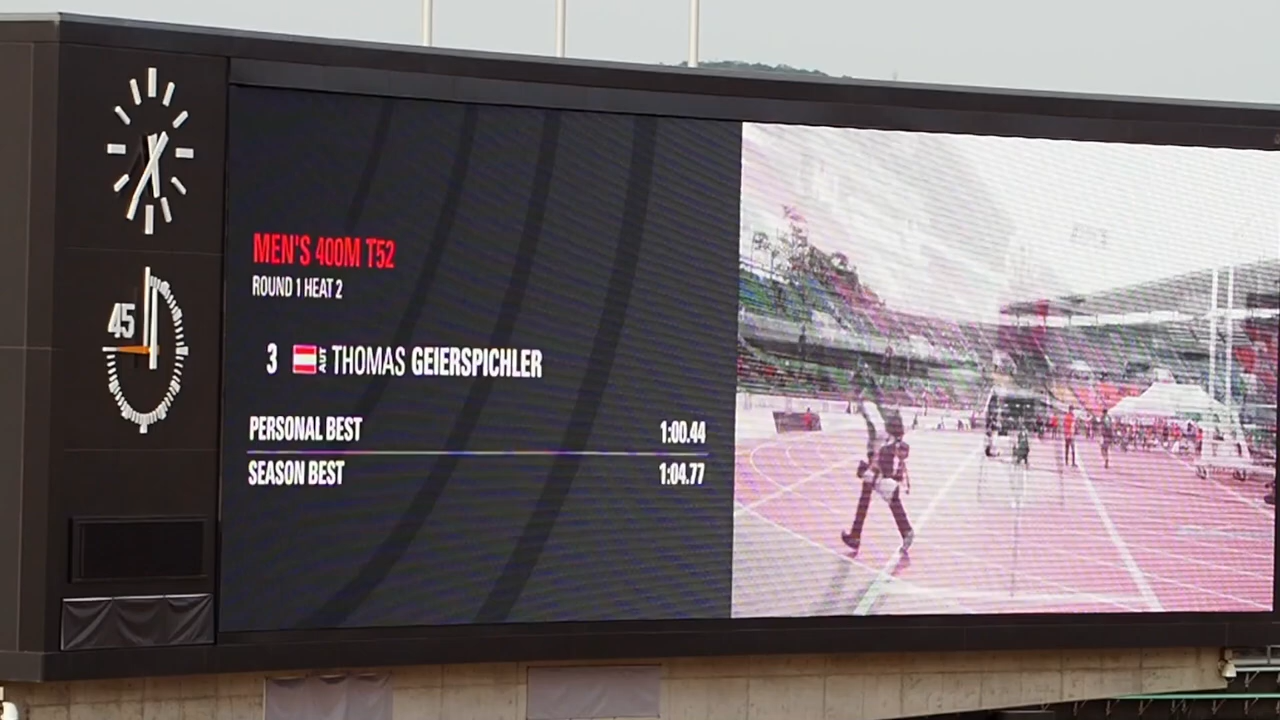 45
MEN'S 400M T52
ROUND 1 HEAT 2
3 AUT THOMAS GEIERSPICHLER
PERSONAL BEST 1:00.44
SEASON BEST 1:04.77